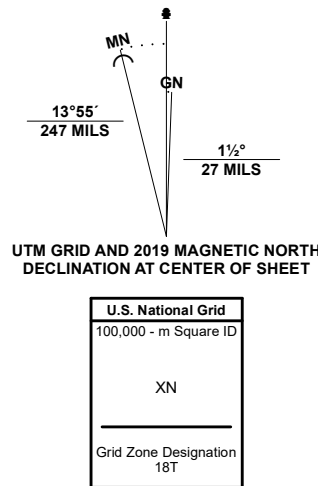 MN
GN
13°55´
247 MILS
1½°
27 MILS
UTM GRID AND 2019 MAGNETIC NORTH
DECLINATION AT CENTER OF SHEET
U.S. National Grid
100,000 - m Square ID
XN
Grid Zone Designation
18T